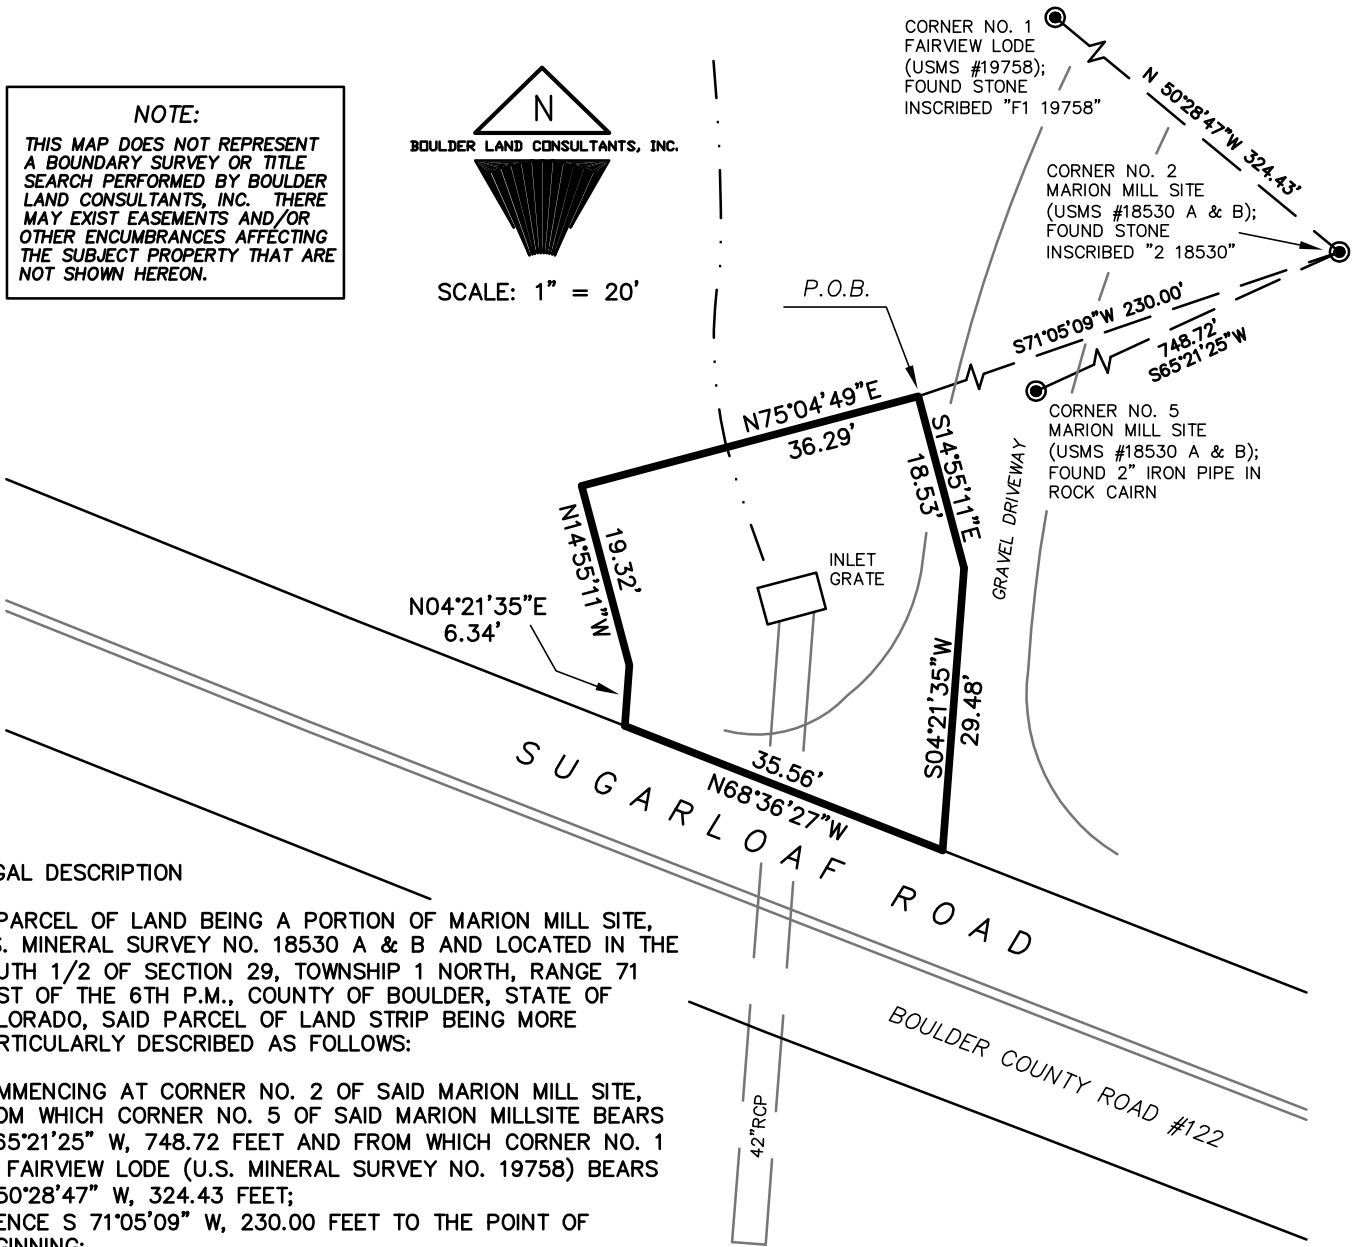 CORNER NO. 1
FAIRVIEW LODE
(USMS #19758);
FOUND STONE
INSCRIBED "F1 19758"
N 50°28'47"W 324.43'
NOTE:
THIS MAP DOES NOT REPRESENT
A BOUNDARY SURVEY OR TITLE
SEARCH PERFORMED BY BOULDER
LAND CONSULTANTS, INC. THERE
MAY EXIST EASEMENTS AND/OR
OTHER ENCUMBRANCES AFFECTING
THE SUBJECT PROPERTY THAT ARE
NOT SHOWN HEREON.
N
BOULDER LAND CONSULTANTS, INC.
SCALE: 1" = 20'
CORNER NO. 2
MARION MILL SITE
(USMS #18530 A & B);
FOUND STONE
INSCRIBED "2 18530"
P.O.B.
S71°05'09"W 230.00'
748.72'
S65°21'25"W
CORNER NO. 5
MARION MILL SITE
(USMS #18530 A & B);
FOUND 2" IRON PIPE IN
ROCK CAIRN
N75°04'49"E
36.29'
S14°55'11"E
18.53'
GRAVEL DRIVEWAY
N14°55'11"W
19.32'
INLET
GRATE
N04°21'35"E
6.34'
S04°21'35"W
29.48'
35.56'
N68°36'27"W
SUGARLOAF ROAD
BOULDER COUNTY ROAD #122
42"RCP
GAL DESCRIPTION
PARCEL OF LAND BEING A PORTION OF MARION MILL SITE,
S. MINERAL SURVEY NO. 18530 A & B AND LOCATED IN THE
UTH 1/2 OF SECTION 29, TOWNSHIP 1 NORTH, RANGE 71
ST OF THE 6TH P.M., COUNTY OF BOULDER, STATE OF
LORADO, SAID PARCEL OF LAND STRIP BEING MORE
RTICULARLY DESCRIBED AS FOLLOWS:
MMENCING AT CORNER NO. 2 OF SAID MARION MILL SITE,
OM WHICH CORNER NO. 5 OF SAID MARION MILLSITE BEARS
65°21'25" W, 748.72 FEET AND FROM WHICH CORNER NO. 1
FAIRVIEW LODE (U.S. MINERAL SURVEY NO. 19758) BEARS
50°28'47" W, 324.43 FEET;
ENCE S 71°05'09" W, 230.00 FEET TO THE POINT OF
GINNING;